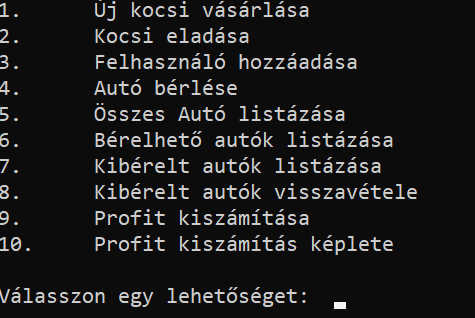 1. Új kocsi vásárlása
2. Kocsi eladása
3. Felhasználó hozzáadása
4. Autó bérlése
5. Összes Autó listázása
6. Bérelhető autók listázása
7. Kibérelt autók listázása
8. Kibérelt autók visszavétele
9. Profit kiszámítása
10. Profit kiszámítás képlete
Válasszon egy lehetőséget: